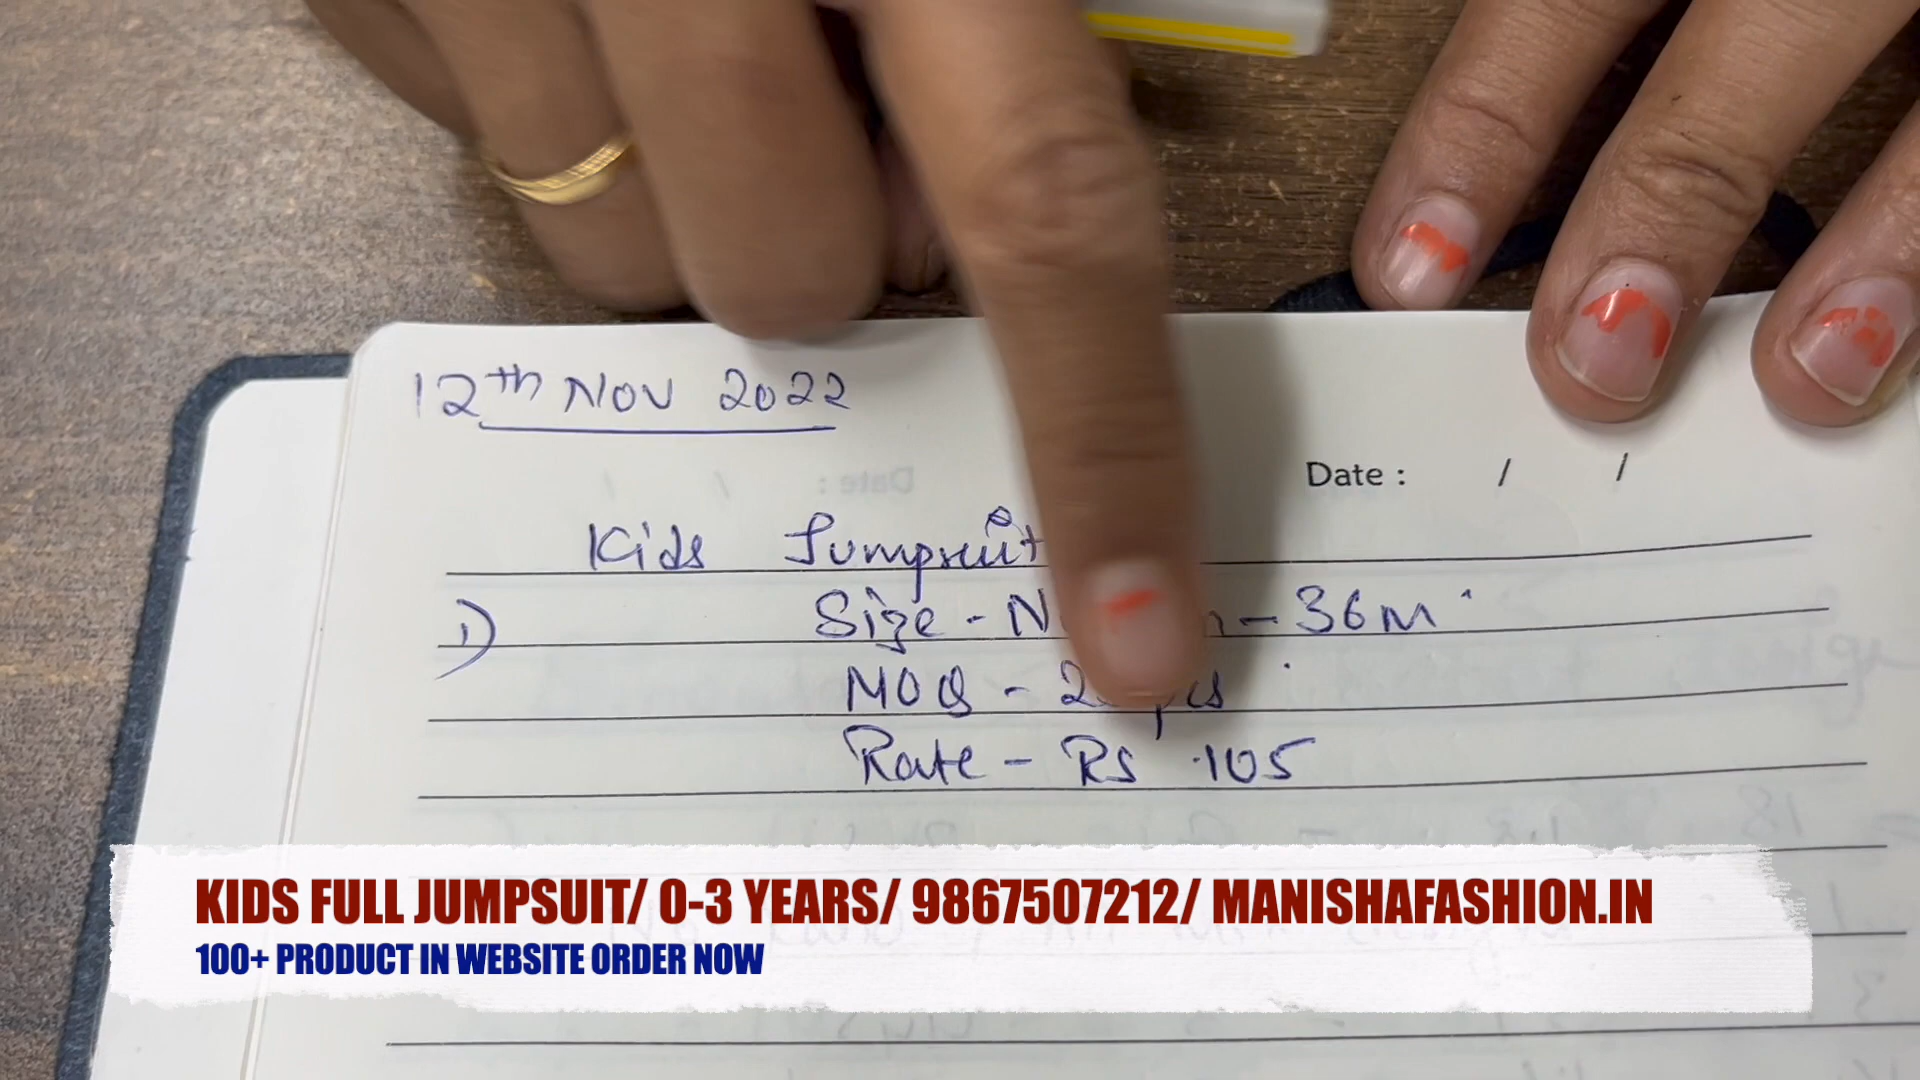 12th Nov 2022
Date : / /
Kids Jumpsuit
1) Size - - 36m
MOQ -
Rate - Rs. 105
KIDS FULL JUMPSUIT/ 0-3 YEARS/ 9867507212/ MANISHAFASHION.IN
100+ PRODUCT IN WEBSITE ORDER NOW